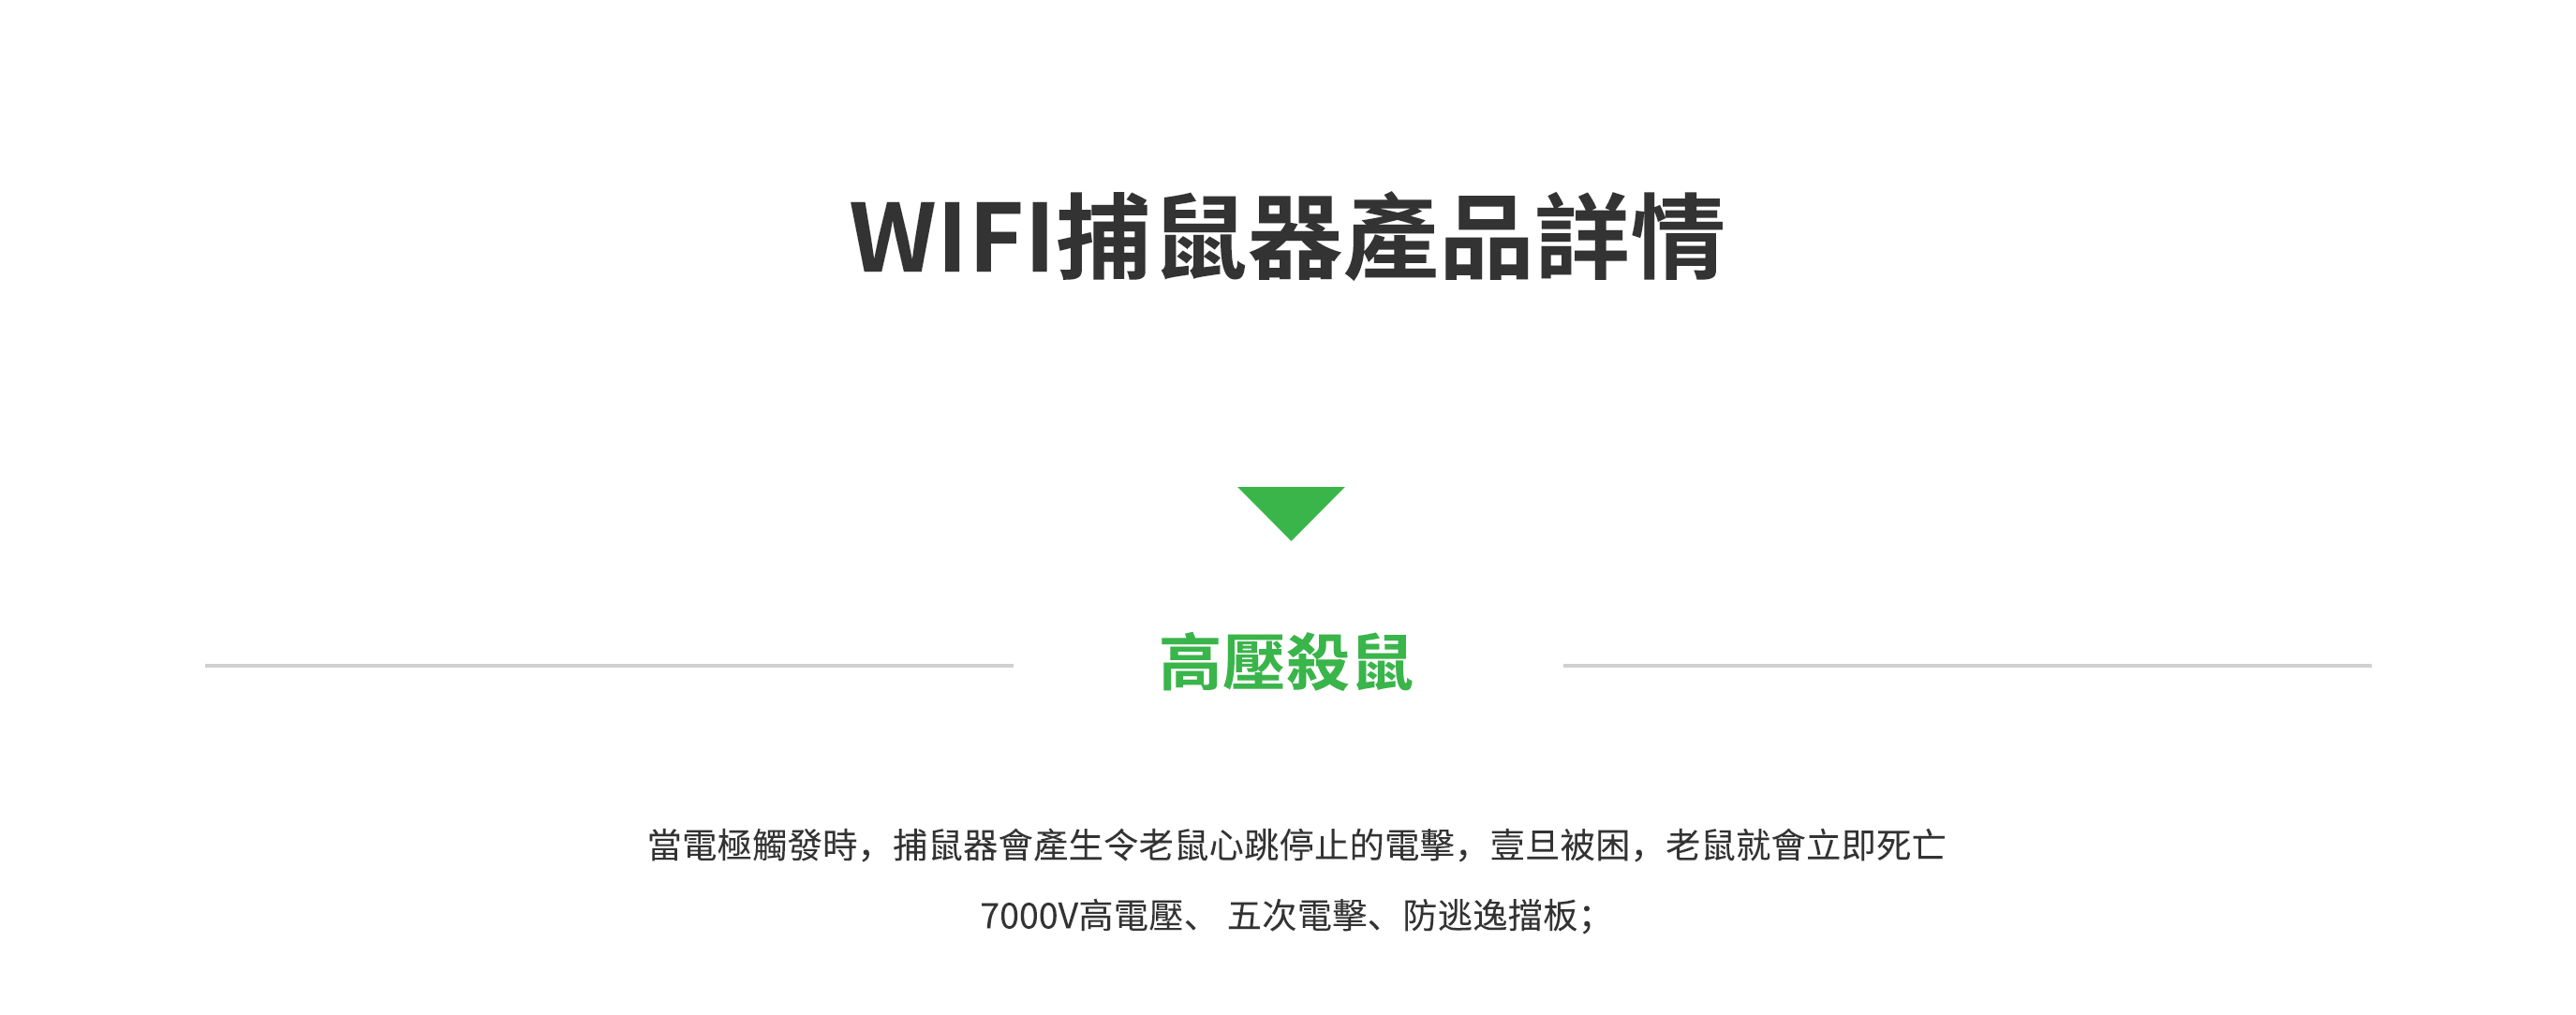 WIFI捕鼠器產品詳情
高壓殺鼠
當電極觸發時，捕鼠器會產生令老鼠心跳停止的電擊，壹旦被困，老鼠就會立即死亡
7000V高電壓、 五次電擊、防逃逸擋板；